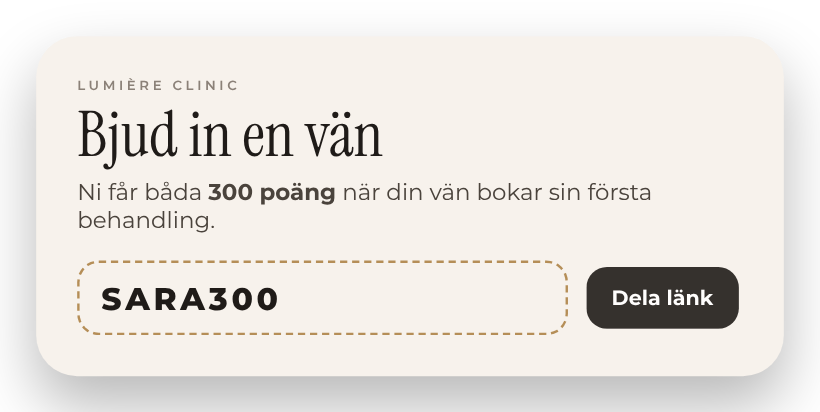 LUMIÈRE CLINIC
Bjud in en vän
Ni får båda 300 poäng när din vän bokar sin första
behandling.
SARA300
Dela länk